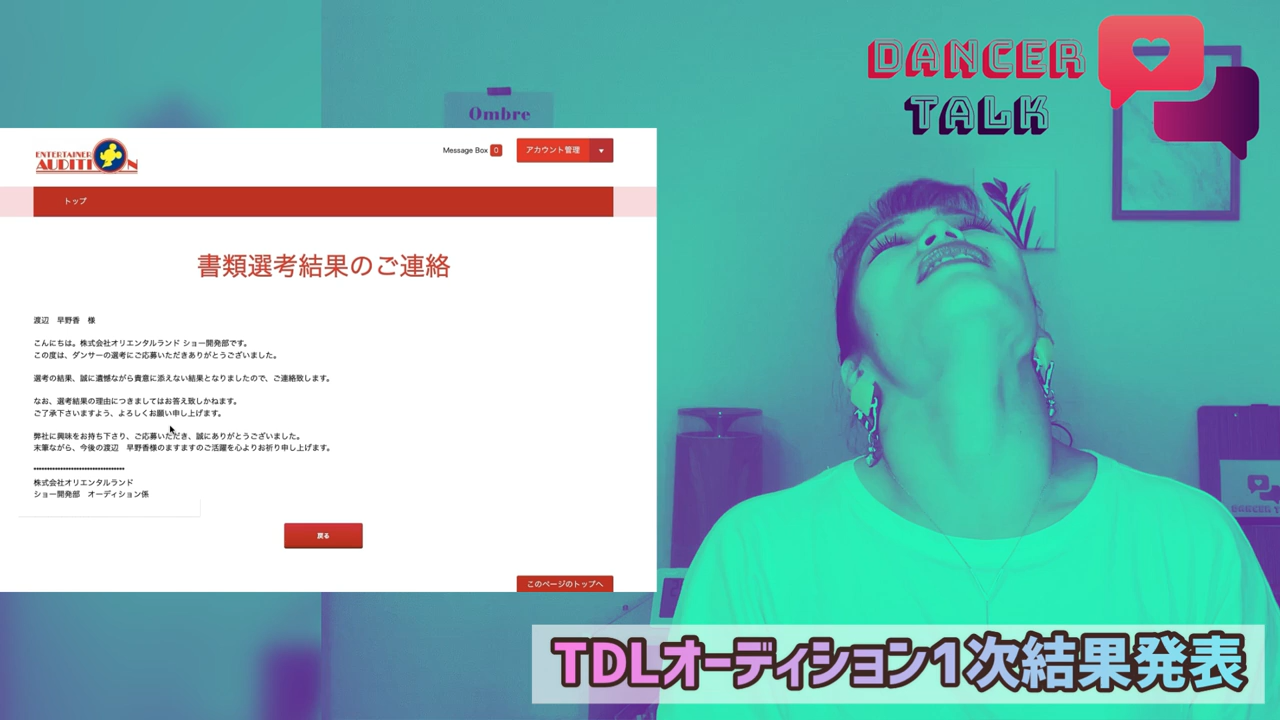 DANCER
TALK
Ombre
ENTERTAINER
AUDITION
Message Box 0
アカウント管理
トップ
書類選考結果のご連絡
渡辺 早野香 様
こんにちは。株式会社オリエンタルランド ショー開発部です。
この度は、ダンサーの選考にご応募いただきありがとうございました。
選考の結果、誠に遺憾ながら貴意に添えない結果となりましたので、ご連絡致します。
なお、選考結果の理由につきましてはお答え致しかねます。
ご了承下さいますよう、よろしくお願い申し上げます。
弊社に興味をお持ち下さり、ご応募いただき、誠にありがとうございました。
末筆ながら、今後の渡辺 早野香様のますますのご活躍を心よりお祈り申し上げます。
株式会社オリエンタルランド
ショー開発部 オーディション係
戻る
このページのトップへ
DANCER T
TDLオーディション1次結果発表